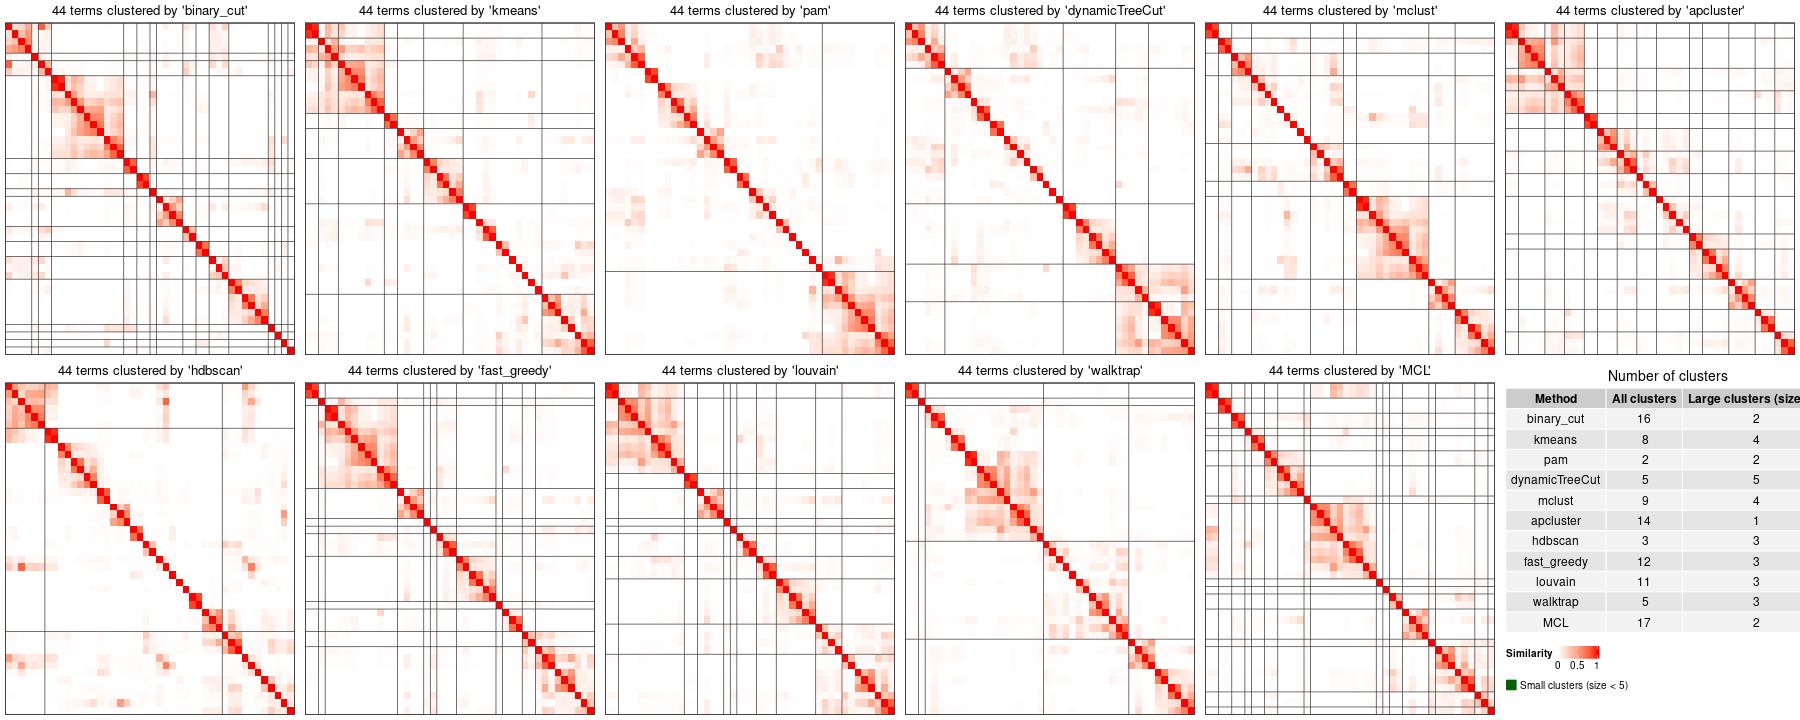 44 terms clustered by 'binary_cut'
44 terms clustered by 'kmeans'
44 terms clustered by 'pam'
44 terms clustered by 'dynamicTreeCut'
44 terms clustered by 'mclust'
44 terms clustered by 'apcluster'
44 terms clustered by 'hdbscan'
44 terms clustered by 'fast_greedy'
44 terms clustered by 'louvain'
44 terms clustered by 'walktrap'
44 terms clustered by 'MCL'
Number of clusters
Method All clusters Large clusters (size
binary_cut 16 2
kmeans 8 4
pam 2 2
dynamicTreeCut 5 5
mclust 9 4
apcluster 14 1
hdbscan 3 3
fast_greedy 12 3
louvain 11 3
walktrap 5 3
MCL 17 2
Similarity
0 0.5 1
Small clusters (size < 5)